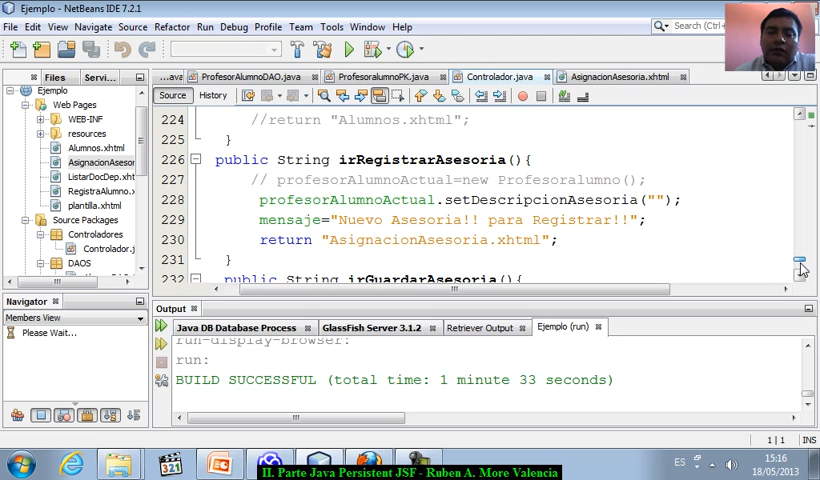 Ejemplo - NetBeans IDE 7.2.1
File Edit View Navigate Source Refactor Run Debug Profile Team Tools Window Help
Search (Ctrl+
Files Servi...
...ava ProfesorAlumnoDAO.java ProfesoralumnoPK.java Controlador.java AsignacionAsesoria.xhtml
Source History
Ejemplo
Web Pages
WEB-INF
resources
Alumnos.xhtml
AsignacionAsesor
ListarDocDep.xht
RegistraAlumno.x
plantilla.xhtml
Source Packages
Controladores
Controlador.j
DAOS
224 //return "Alumnos.xhtml";
225 }
226 public String irRegistrarAsesoria(){
227 // profesorAlumnoActual=new Profesoralumno();
228 profesorAlumnoActual.setDescripcionAsesoria("");
229 mensaje="Nuevo Asesoria!! para Registrar!!";
230 return "AsignacionAsesoria.xhtml";
231 }
232 public String irGuardarAsesoria(){
Navigator
Members View
Please Wait...
Output
Java DB Database Process GlassFish Server 3.1.2 Retriever Output Ejemplo (run)
run-display-browser:
run:
BUILD SUCCESSFUL (total time: 1 minute 33 seconds)
1 | 1 INS
321
ES
15:16
18/05/2013
II. Parte Java Persistent JSF - Ruben A. More Valencia